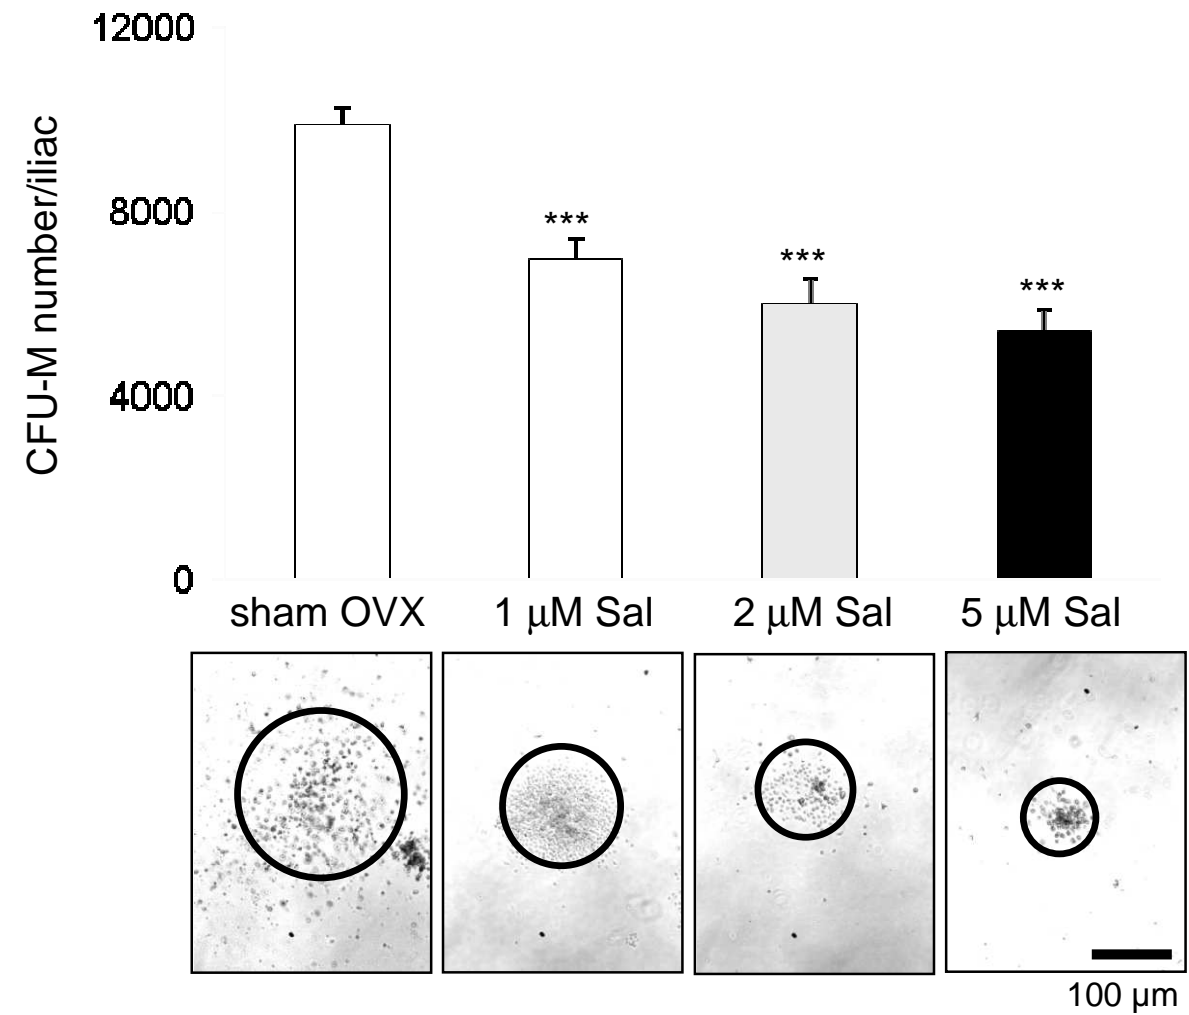 12000
CFU-M number/iliac
8000
***
***
***
4000
0
sham OVX
1 μM Sal
2 μM Sal
5 μM Sal
100 μm